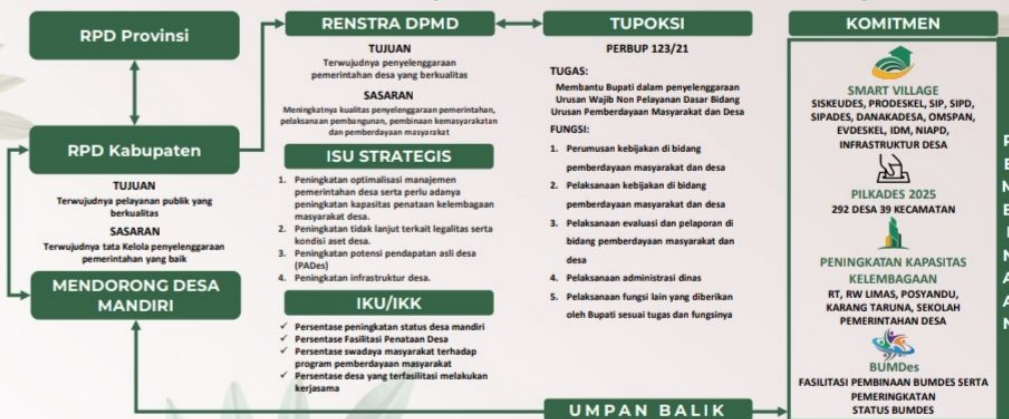 RPD Provinsi
RPD Kabupaten
TUJUAN
Terwujudnya pelayanan publik yang
berkualitas
SASARAN
Terwujudnya tata Kelola penyelenggaraan
pemerintahan yang baik
MENDORONG DESA
MANDIRI
RENSTRA DPMD
TUJUAN
Terwujudnya penyelenggaraan
pemerintahan desa yang berkualitas
SASARAN
Meningkatnya kualitas penyelenggaraan pemerintahan,
pelaksanaan pembangunan, pembinaan kemasyarakatan
dan pemberdayaan masyarakat
ISU STRATEGIS
1. Peningkatan optimalisasi manajemen
pemerintahan desa serta perlu adanya
peningkatan kapasitas penataan kelembagaan
masyarakat desa.
2. Peningkatan tidak lanjut terkait legalitas serta
kondisi aset desa.
3. Peningkatan potensi pendapatan asli desa
(PADes)
4. Peningkatan infrastruktur desa.
IKU/IKK
✓ Persentase peningkatan status desa mandiri
✓ Persentase Fasilitasi Penataan Desa
✓ Persentase swadaya masyarakat terhadap
program pemberdayaan masyarakat
✓ Persentase desa yang terfasilitasi melakukan
kerjasama
TUPOKSI
PERBUP 123/21
TUGAS:
Membantu Bupati dalam penyelenggaraan
Urusan Wajib Non Pelayanan Dasar Bidang
Urusan Pemberdayaan Masyarakat dan Desa
FUNGSI:
1. Perumusan kebijakan di bidang
pemberdayaan masyarakat dan desa
2. Pelaksanaan kebijakan di bidang
pemberdayaan masyarakat dan desa
3. Pelaksanaan evaluasi dan pelaporan di
bidang pemberdayaan masyarakat dan
desa
4. Pelaksanaan administrasi dinas
5. Pelaksanaan fungsi lain yang diberikan
oleh Bupati sesuai tugas dan fungsinya
KOMITMEN
SMART VILLAGE
SISKEUDES, PRODESKEL, SIP, SIPD,
SIPADES, DANAKADESA, OMSPAN,
EVDESKEL, IDM, NIAPD,
INFRASTRUKTUR DESA
PILKADES 2025
292 DESA 39 KECAMATAN
PENINGKATAN KAPASITAS
KELEMBAGAAN
RT, RW LIMAS, POSYANDU,
KARANG TARUNA, SEKOLAH
PEMERINTAHAN DESA
BUMDes
FASILITASI PEMBINAAN BUMDES SERTA
PEMERINGKATAN
STATUS BUMDES
UMPAN BALIK